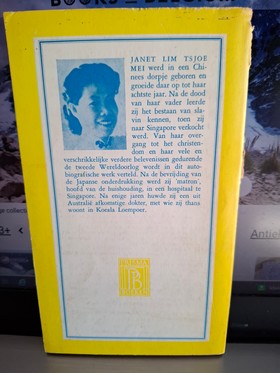 JANET LIM TSJOE
MEI werd in een Chi-
nees dorpje geboren en
groeide daar op tot haar
achtste jaar. Na de dood
van haar vader leerde
zij het bestaan van sla-
vin kennen, toen zij
naar Singapore verkocht
werd. Van haar over-
gang tot het christen-
dom en haar vele en
verschrikkelijke verdere belevenissen gedurende
de tweede Wereldoorlog wordt in dit auto-
biografische werk verteld. Na de bevrijding van
de Japanse onderdrukking werd zij 'matron',
hoofd van de huishouding, in een hospitaal te
Singapore. Na enige jaren huwde zij een uit
Australië afkomstige dokter, met wie zij thans
woont in Koeala Loempoer.